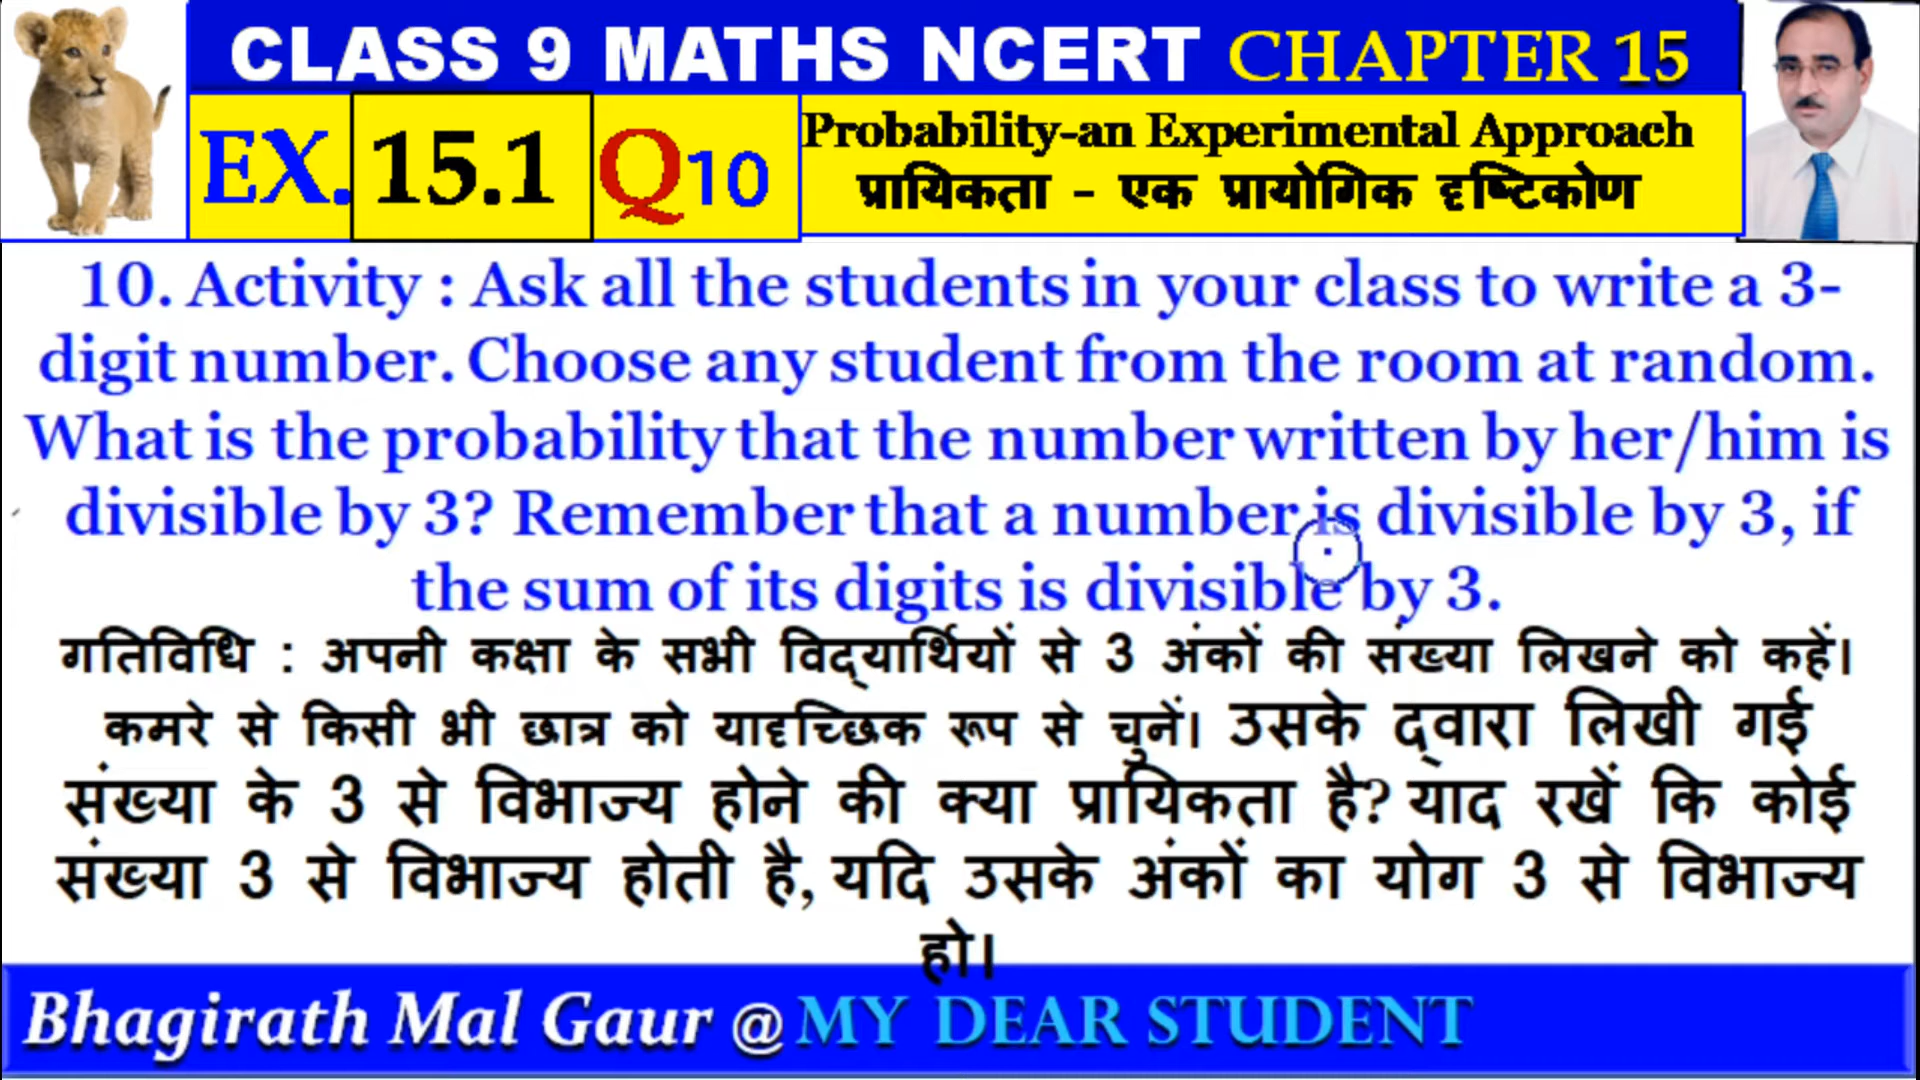 CLASS 9 MATHS NCERT CHAPTER 15
EX. 15.1 Q10
Probability-an Experimental Approach
प्रायिकता - एक प्रायोगिक दृष्टिकोण
10. Activity : Ask all the students in your class to write a 3-
digit number. Choose any student from the room at random.
What is the probability that the number written by her/him is
divisible by 3? Remember that a number is divisible by 3, if
the sum of its digits is divisible by 3.
गतिविधि : अपनी कक्षा के सभी विद्यार्थियों से 3 अंकों की संख्या लिखने को कहें।
कमरे से किसी भी छात्र को यादृच्छिक रूप से चुनें। उसके द्वारा लिखी गई
संख्या के 3 से विभाज्य होने की क्या प्रायिकता है? याद रखें कि कोई
संख्या 3 से विभाज्य होती है, यदि उसके अंकों का योग 3 से विभाज्य
हो।
Bhagirath Mal Gaur @ MY DEAR STUDENT